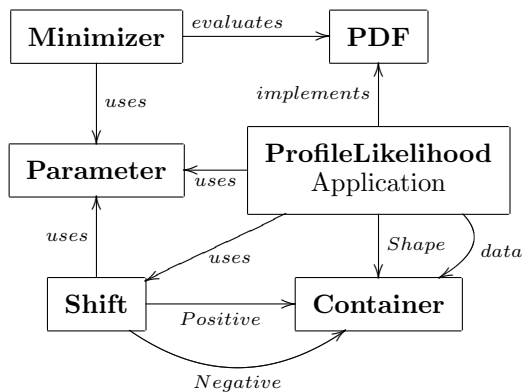 evaluates
Minimizer
PDF
uses
implements
ProfileLikelihood
Application
Parameter
uses
uses
uses
Shape
data
Shift
Container
Positive
Negative